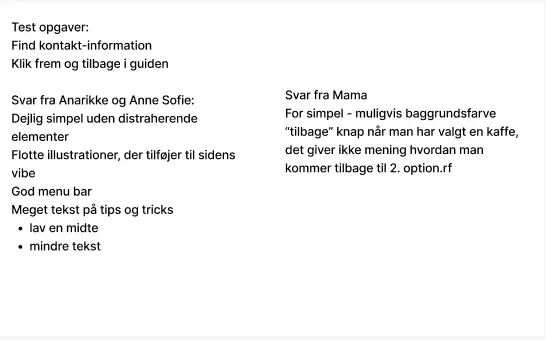 Test opgaver:
Find kontakt-information
Klik frem og tilbage i guiden
Svar fra Anarikke og Anne Sofie:
Dejlig simpel uden distraherende
elementer
Flotte illustrationer, der tilføjer til sidens
vibe
God menu bar
Meget tekst på tips og tricks
• lav en midte
• mindre tekst
Svar fra Mama
For simpel - muligvis baggrundsfarve
“tilbage” knap når man har valgt en kaffe,
det giver ikke mening hvordan man
kommer tilbage til 2. option.rf